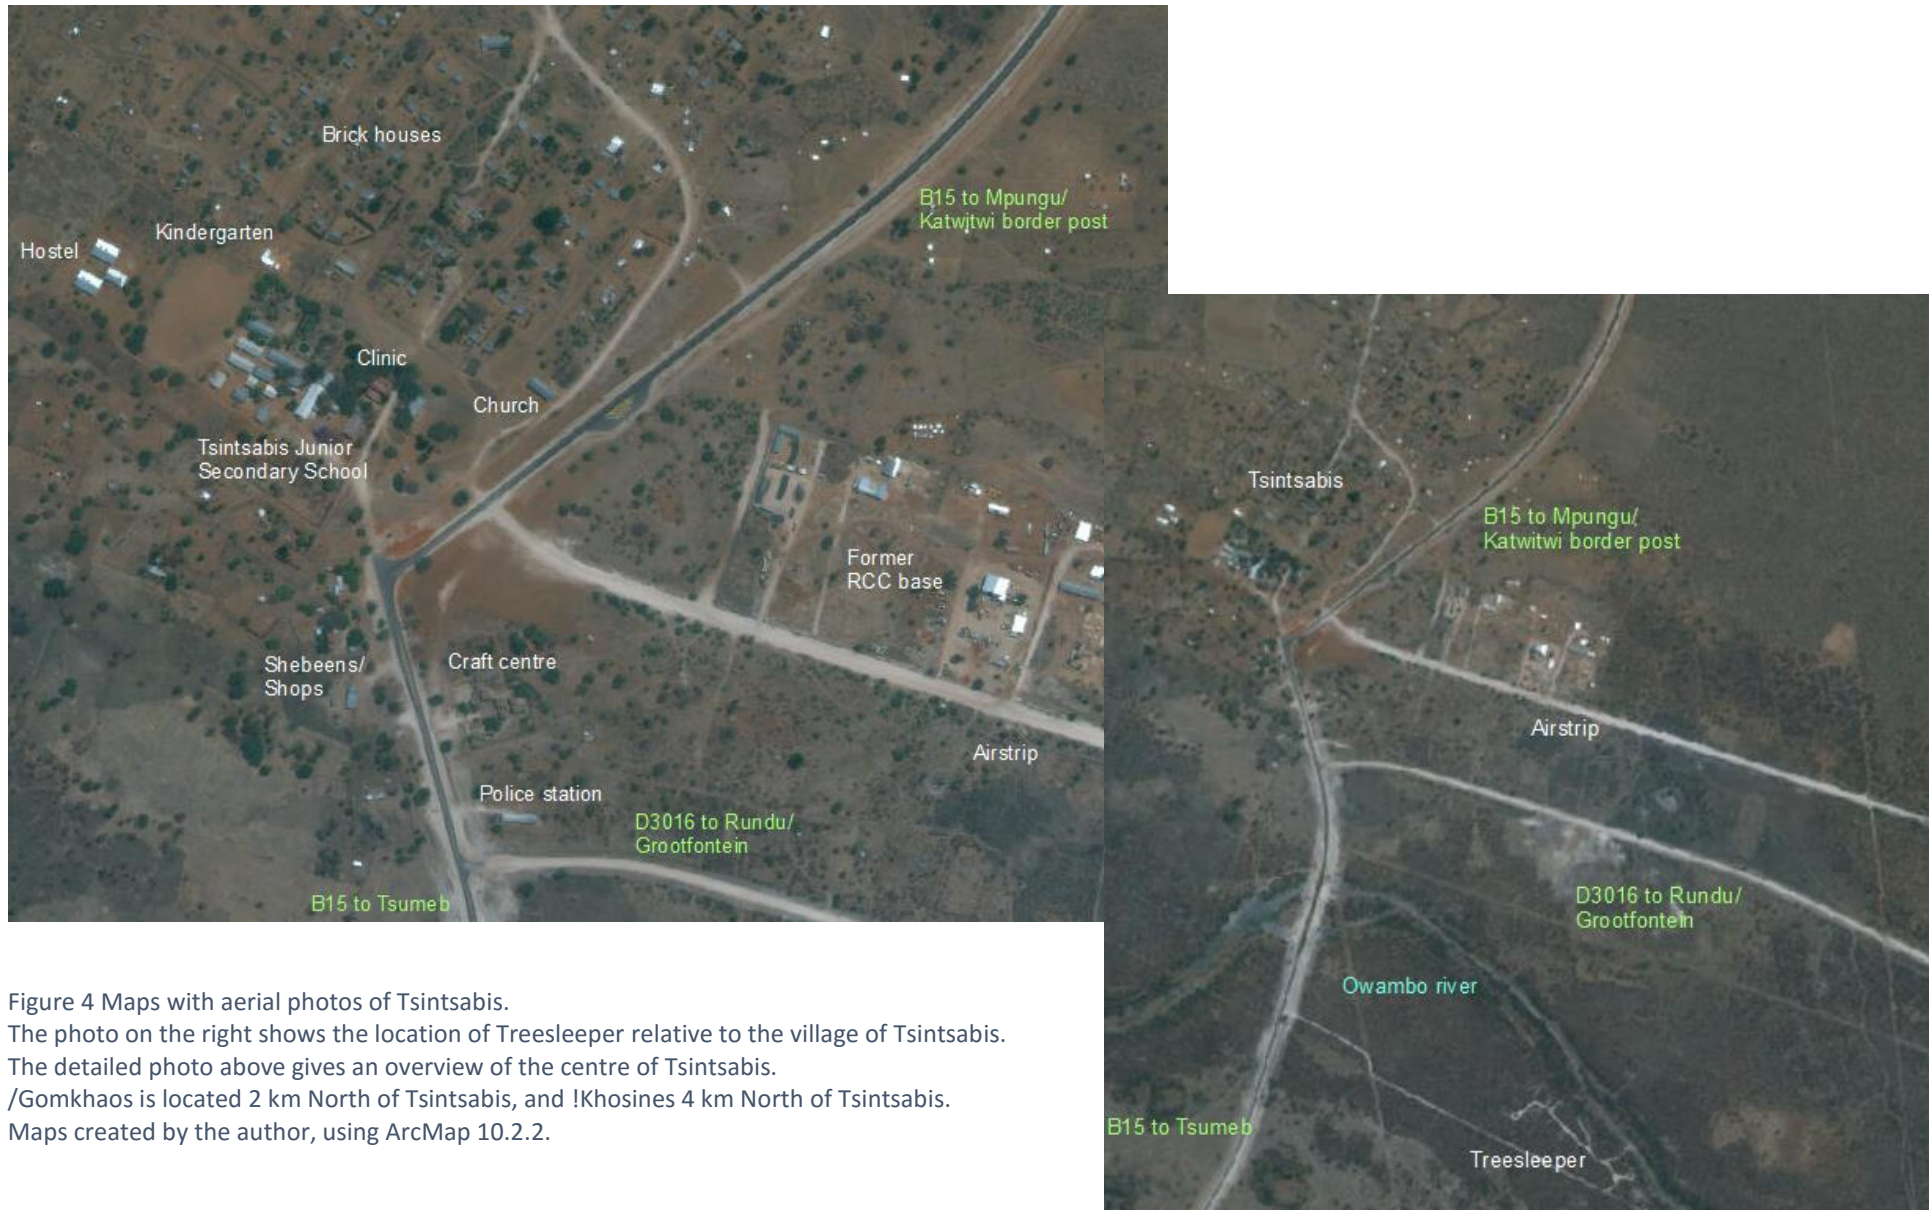 Brick houses
B15 to Mpungu/
Katwitwi border post
Kindergarten
Hostel
Clinic
Church
Tsintsabis Junior
Secondary School
Former
RCC base
Shebeens/
Shops
Craft centre
Airstrip
Police station
D3016 to Rundu/
Grootfontein
B15 to Tsumeb
Tsintsabis
B15 to Mpungu/
Katwitwi border post
Airstrip
D3016 to Rundu/
Grootfontein
Owambo river
B15 to Tsumeb
Treesleeper
Figure 4 Maps with aerial photos of Tsintsabis.
The photo on the right shows the location of Treesleeper relative to the village of Tsintsabis.
The detailed photo above gives an overview of the centre of Tsintsabis.
/Gomkhaos is located 2 km North of Tsintsabis, and !Khosines 4 km North of Tsintsabis.
Maps created by the author, using ArcMap 10.2.2.